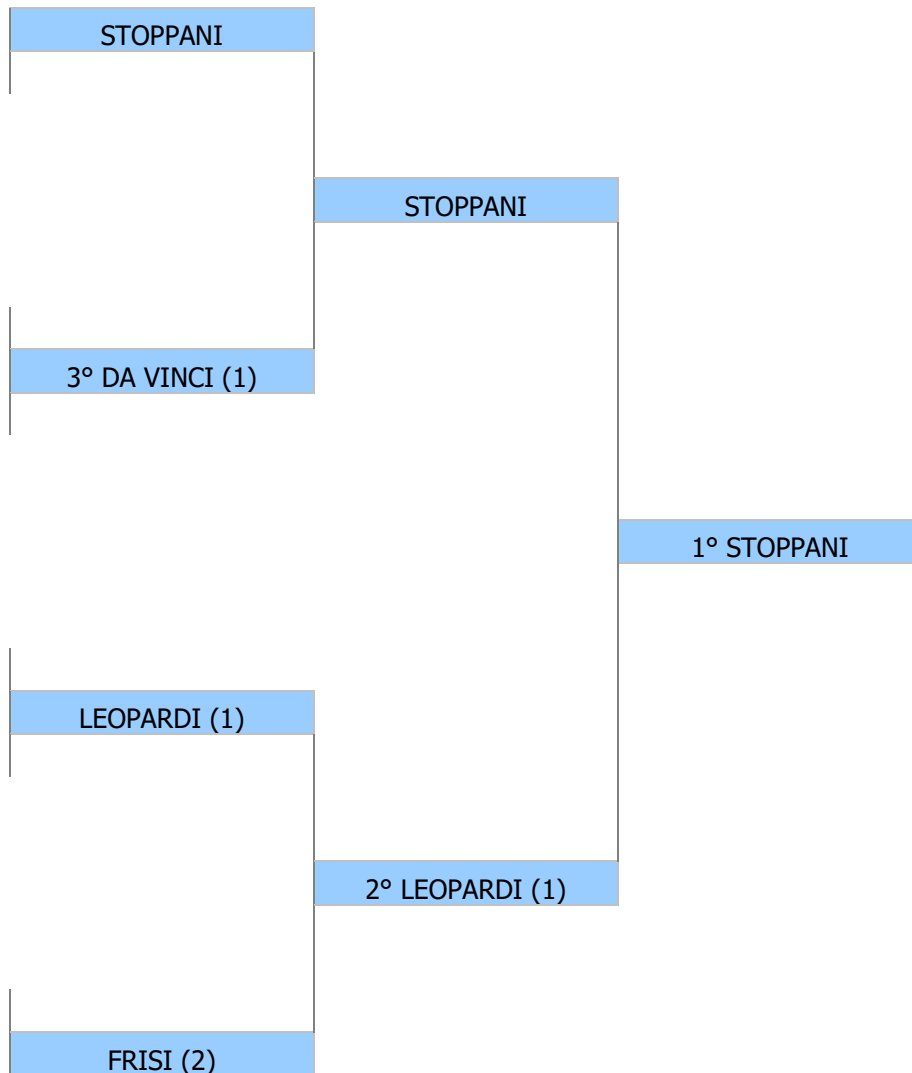 STOPPANI
STOPPANI
3° DA VINCI (1)
1° STOPPANI
LEOPARDI (1)
2° LEOPARDI (1)
FRISI (2)